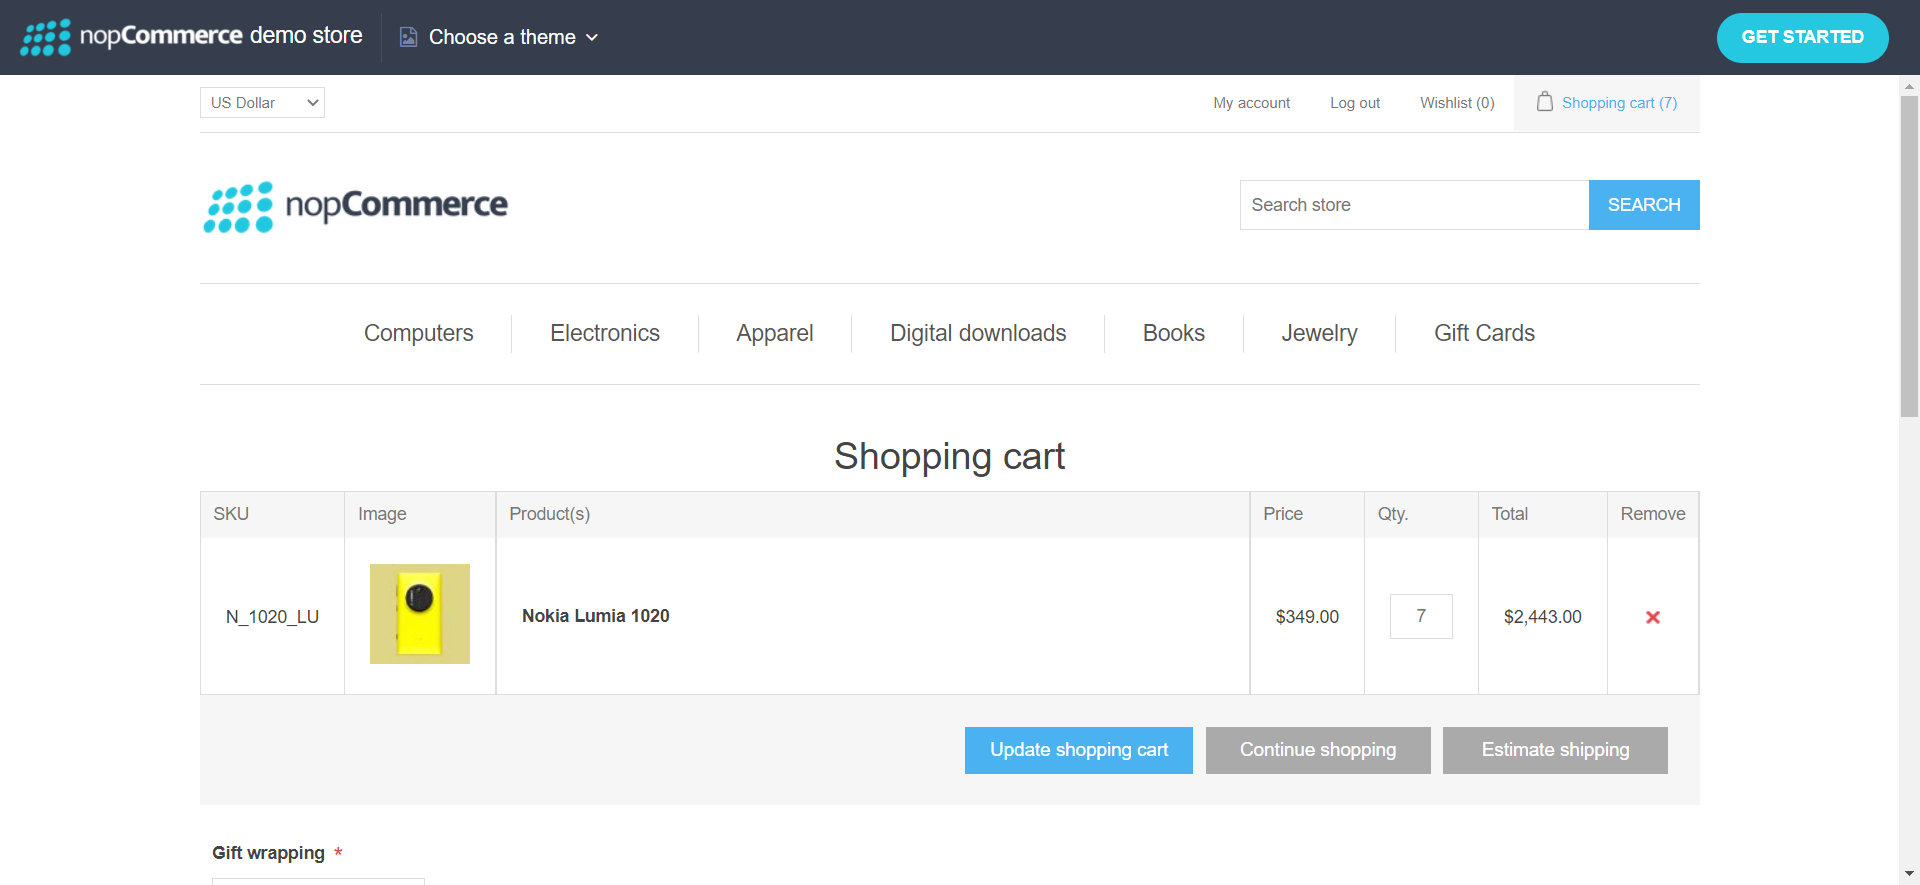 nopCommerce demo store
Choose a theme
GET STARTED
US Dollar
My account
Log out
Wishlist (0)
Shopping cart (7)
nopCommerce
Search store
SEARCH
Computers
Electronics
Apparel
Digital downloads
Books
Jewelry
Gift Cards
Shopping cart
SKU
Image
Product(s)
Price
Qty.
Total
Remove
N_1020_LU
Nokia Lumia 1020
$349.00
7
$2,443.00
Update shopping cart
Continue shopping
Estimate shipping
Gift wrapping *